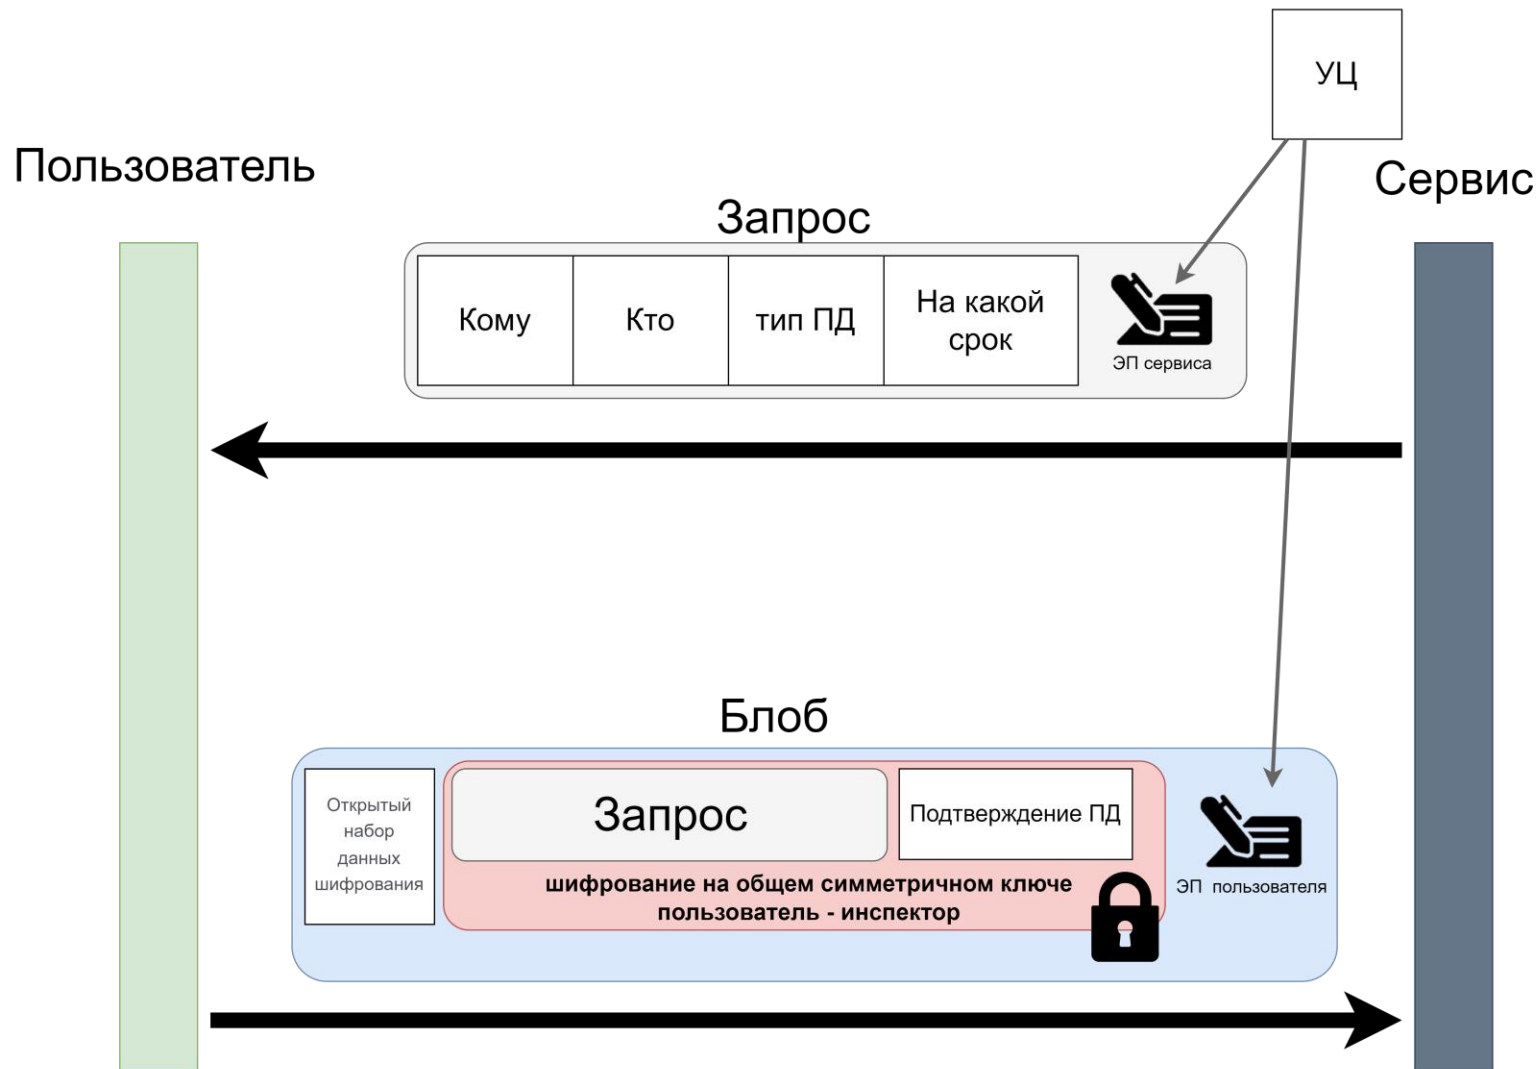 УЦ
Пользователь
Сервис
Запрос
Кому
Кто
тип ПД
На какой
срок
ЭП сервиса
Блоб
Открытый
набор
данных
шифрования
Запрос
Подтверждение ПД
шифрование на общем симметричном ключе
пользователь - инспектор
ЭП пользователя